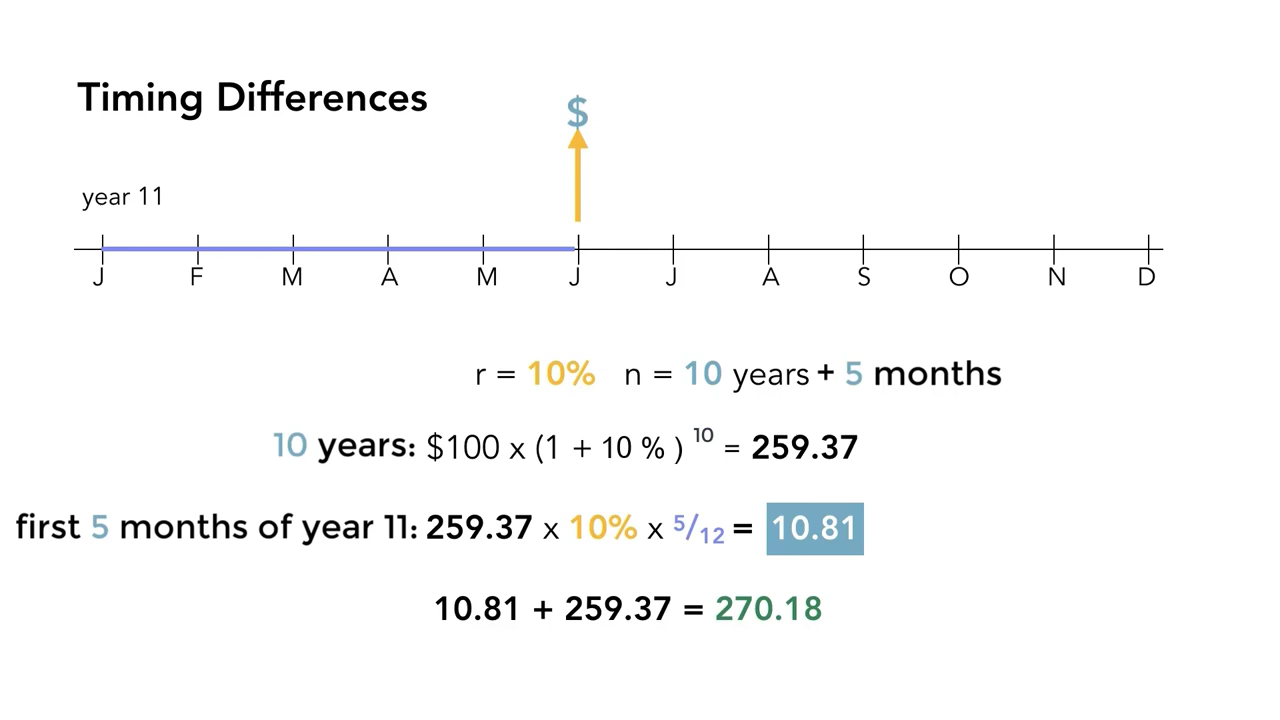 Timing Differences
$
year 11
J F M A M J J A S O N D
r = 10% n = 10 years + 5 months
10 years: $100 x (1 + 10 % ) 10 = 259.37
first 5 months of year 11: 259.37 x 10% x 5/12 = 10.81
10.81 + 259.37 = 270.18